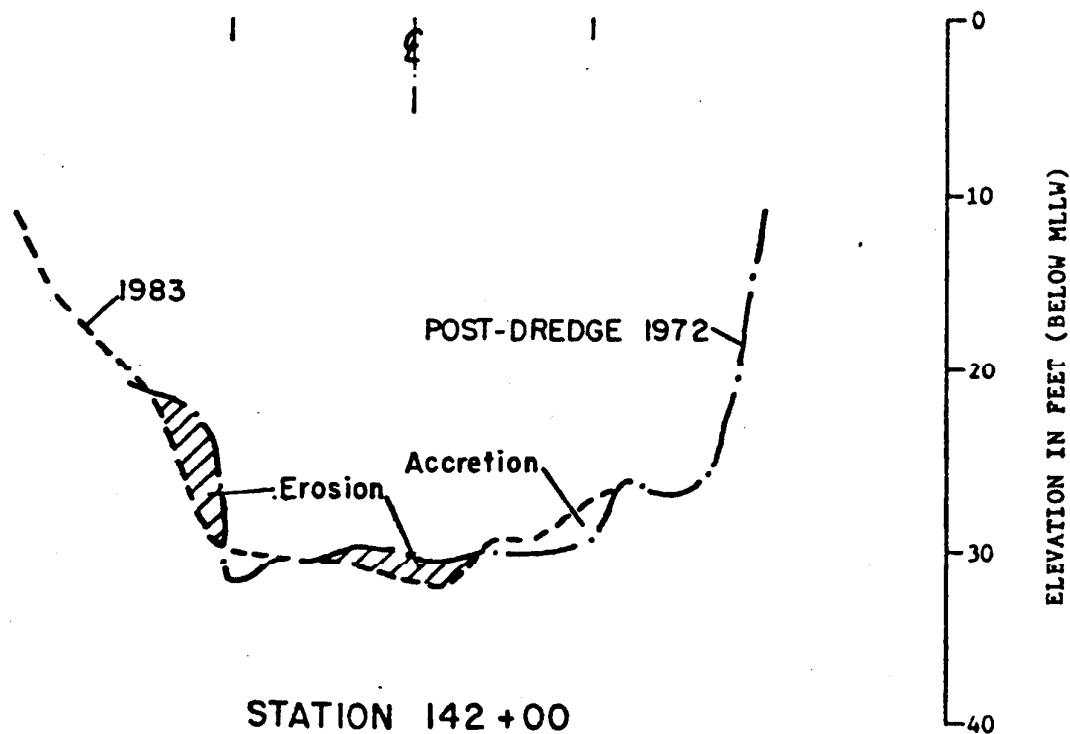 ℄
0
10
1983
POST-DREDGE 1972
20
Accretion
Erosion
30
STATION 142+00
40
ELEVATION IN FEET (BELOW MLLW)